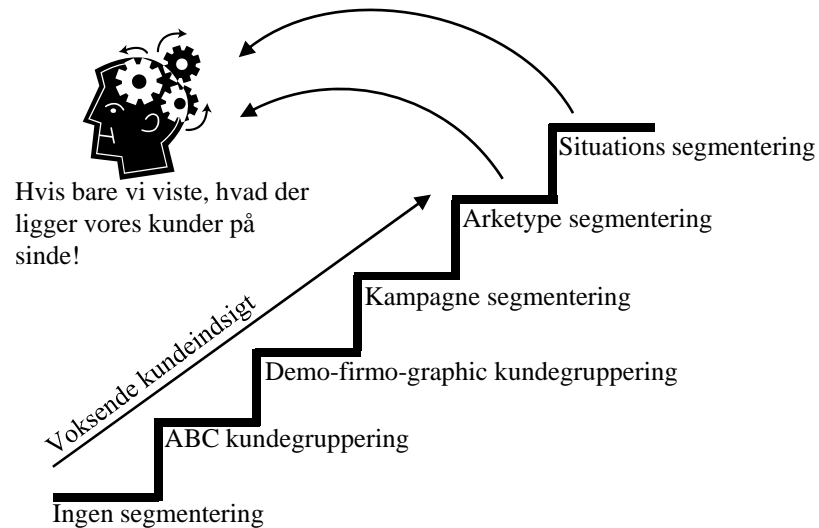 Situations segmentering
Hvis bare vi viste, hvad der
ligger vores kunder på
sinde!
Arketype segmentering
Kampagne segmentering
Voksende kundeindsigt
Demo-firmo-graphic kundegruppering
ABC kundegruppering
Ingen segmentering